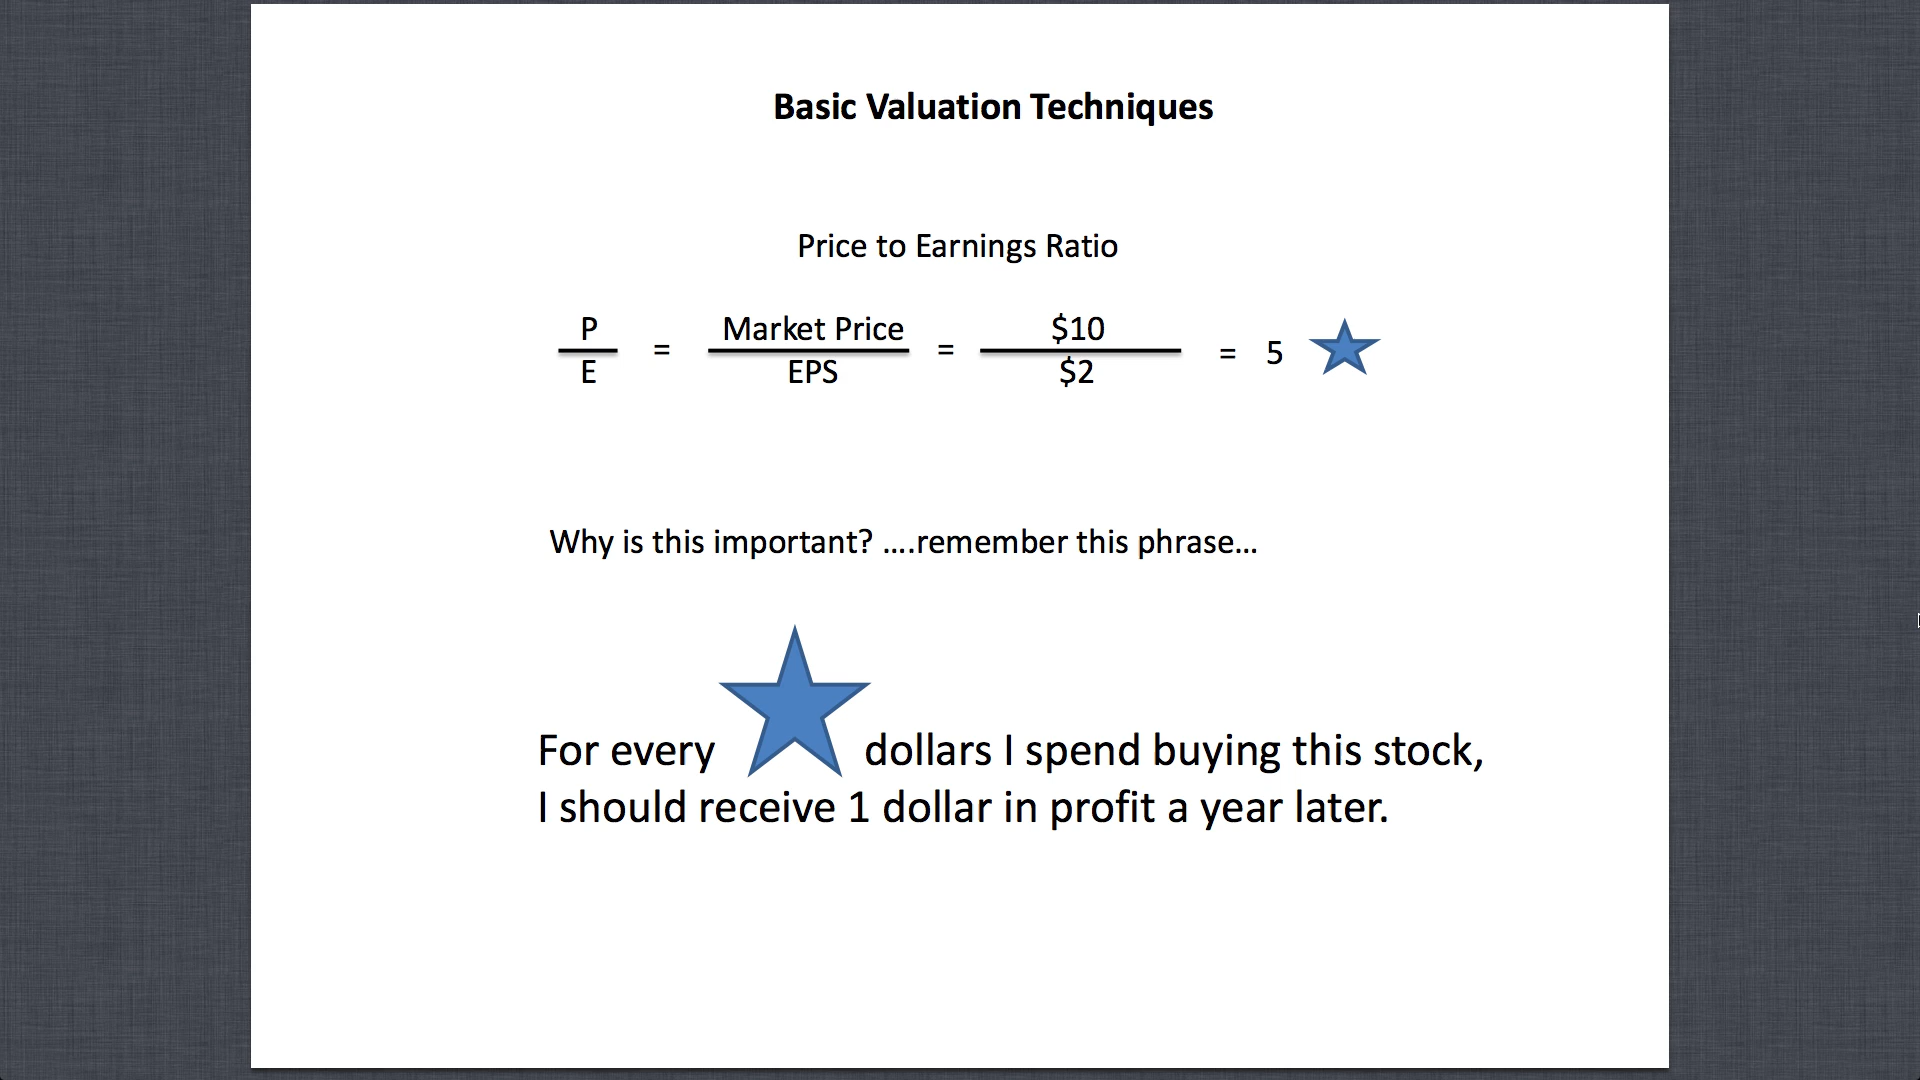 Basic Valuation Techniques
Price to Earnings Ratio
P = Market Price = $10 = 5
E EPS $2
Why is this important? ....remember this phrase...
For every dollars I spend buying this stock,
I should receive 1 dollar in profit a year later.